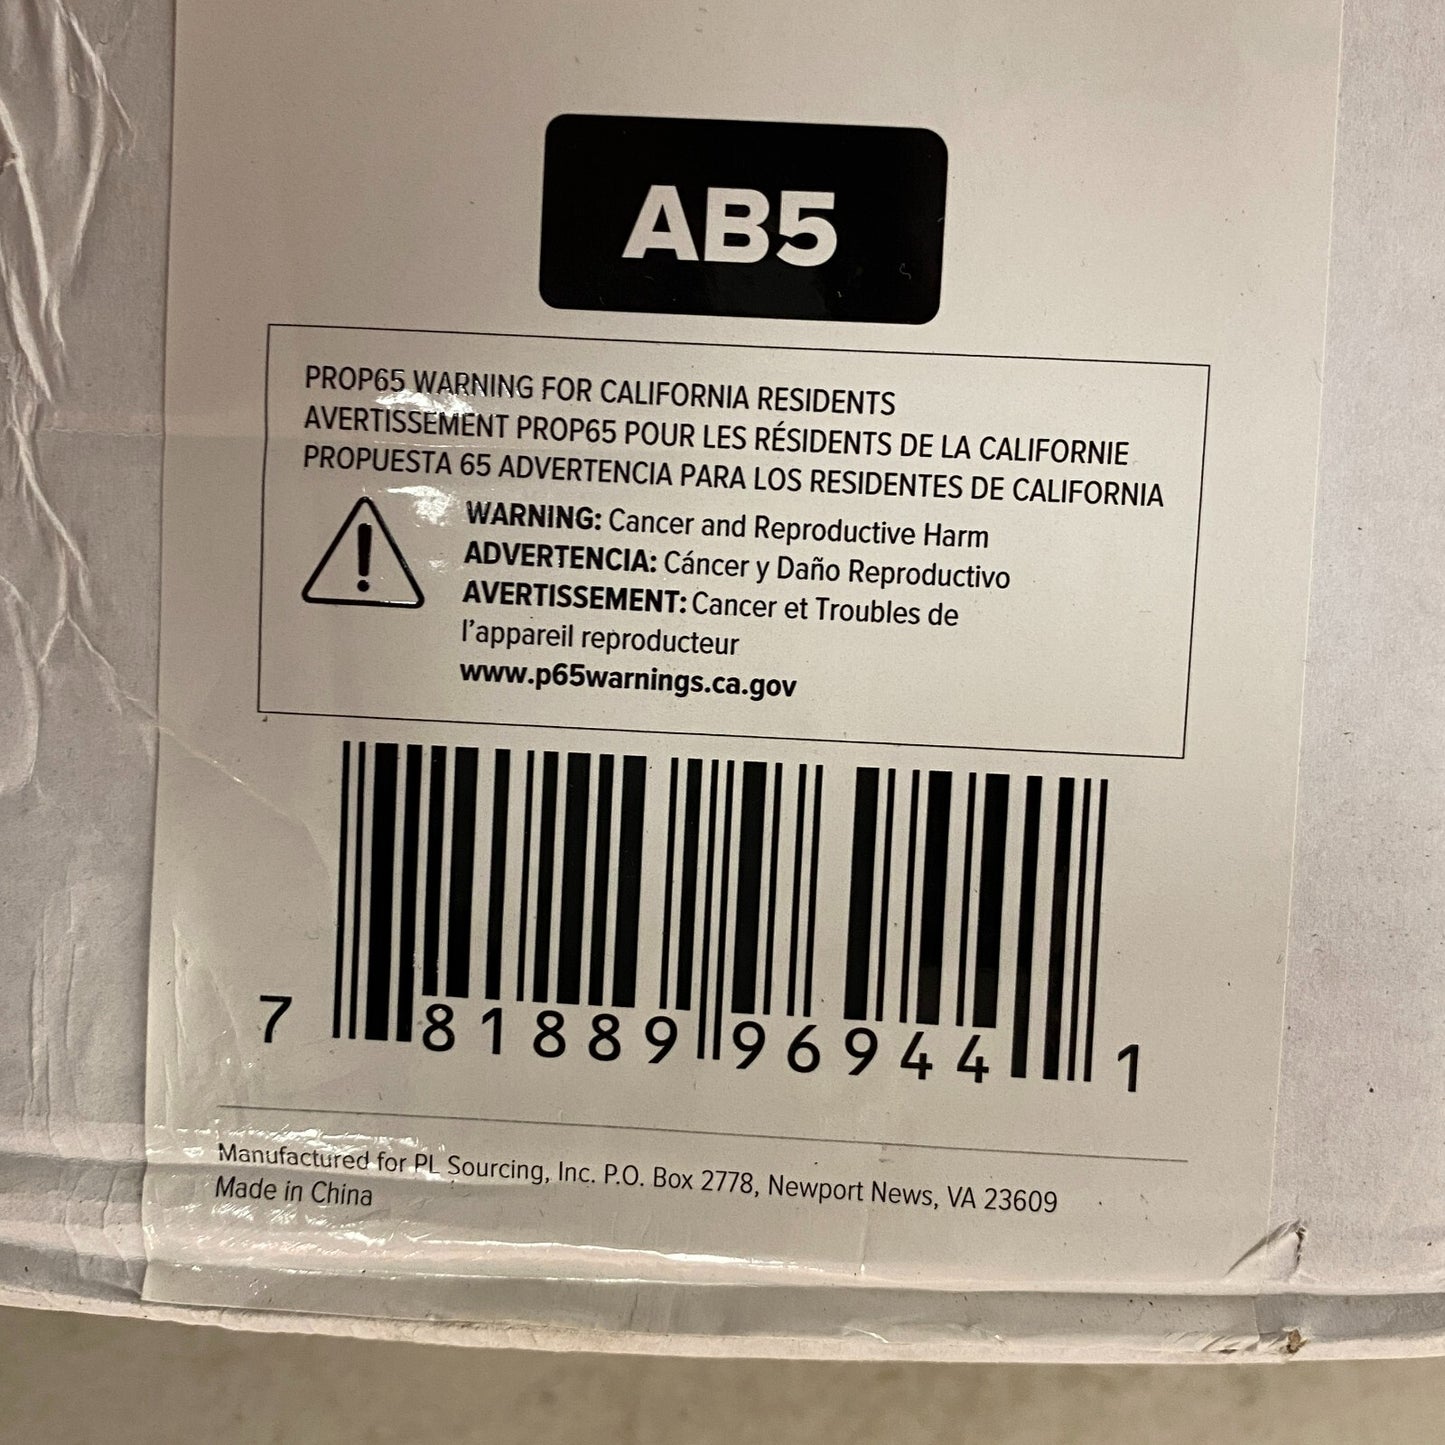 AB5
PROP65 WARNING FOR CALIFORNIA RESIDENTS
AVERTISSEMENT PROP65 POUR LES RÉSIDENTS DE LA CALIFORNIE
PROPUESTA 65 ADVERTENCIA PARA LOS RESIDENTES DE CALIFORNIA
WARNING: Cancer and Reproductive Harm
ADVERTENCIA: Cáncer y Daño Reproductivo
AVERTISSEMENT: Cancer et Troubles de
l'appareil reproducteur
www.p65warnings.ca.gov
7 81889 96944 1
Manufactured for PL Sourcing, Inc. P.O. Box 2778, Newport News, VA 23609
Made in China